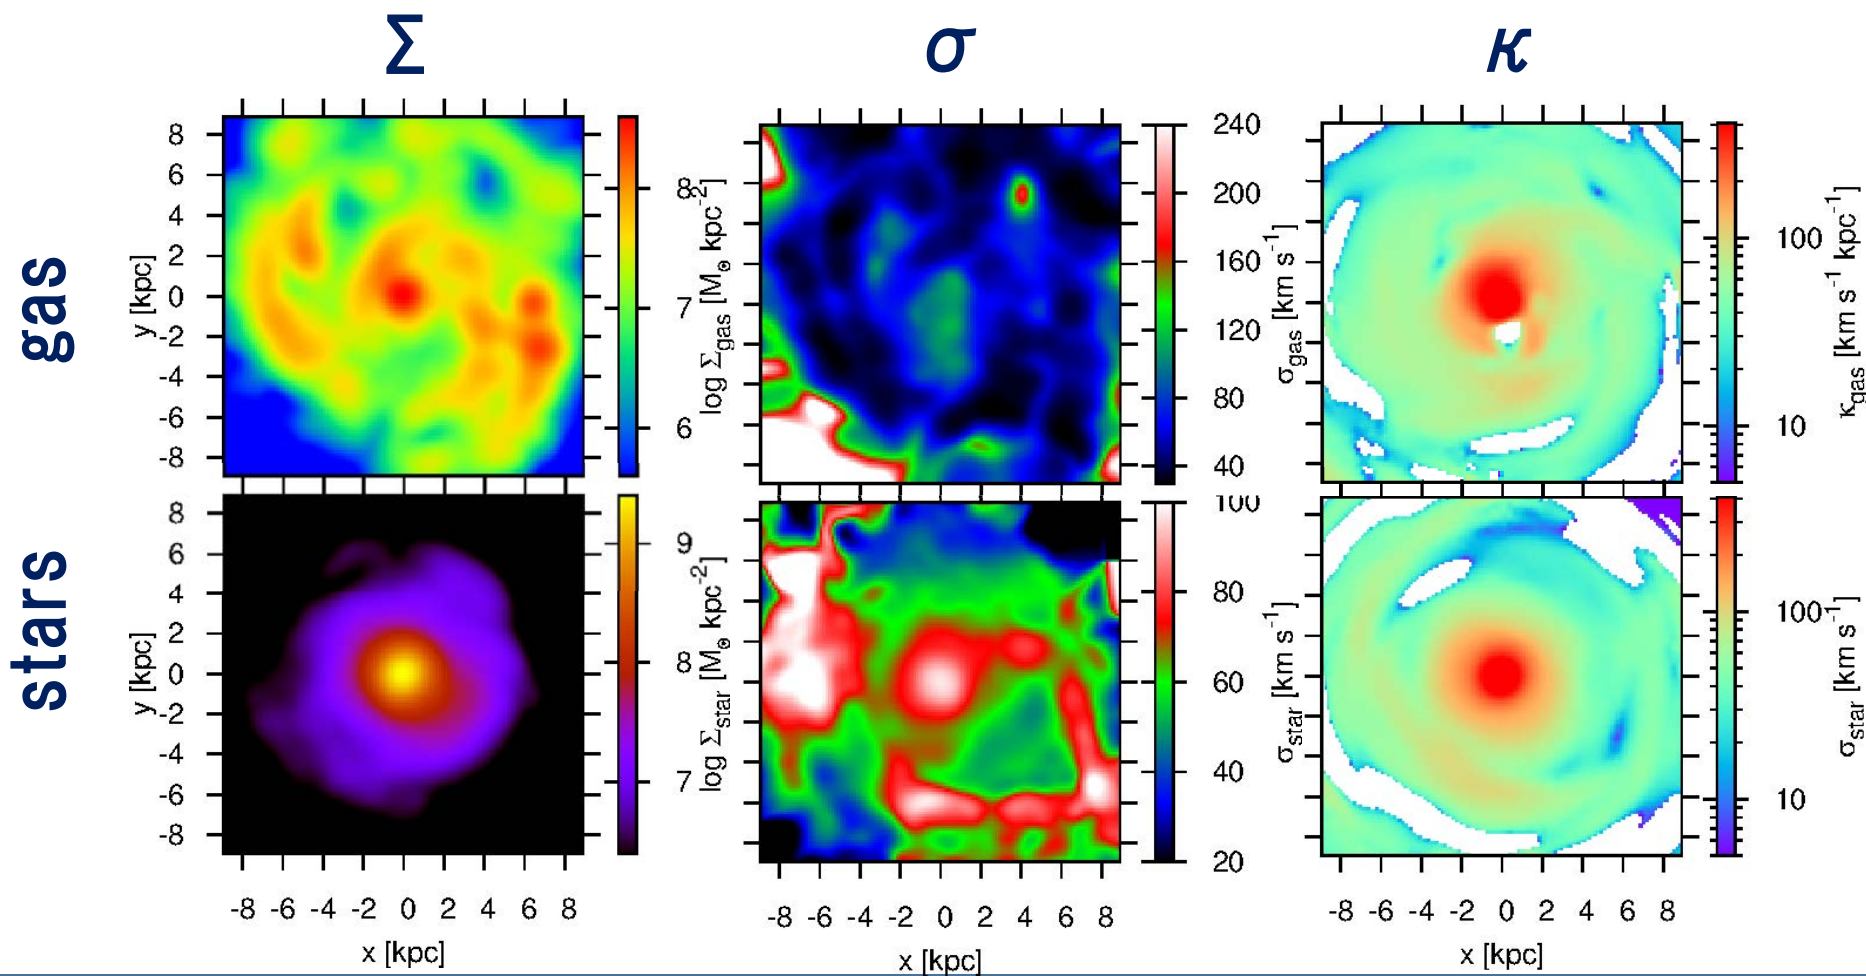 Σ σ κ
gas
8
6
4
2
0
-2
-4
-6
-8
y [kpc]
8
7
6
log Σgas [M⊙ kpc-2]
240
200
160
120
80
40
σgas [km s-1]
100
10
κgas [km s-1 kpc-1]
stars
8
6
4
2
0
-2
-4
-6
-8
y [kpc]
9
8
7
log Σstar [M⊙ kpc-2]
100
80
60
40
20
σstar [km s-1]
100
10
σstar [km s-1]
-8 -6 -4 -2 0 2 4 6 8
x [kpc]
-8 -6 -4 -2 0 2 4 6 8
x [kpc]
-8 -6 -4 -2 0 2 4 6 8
x [kpc]